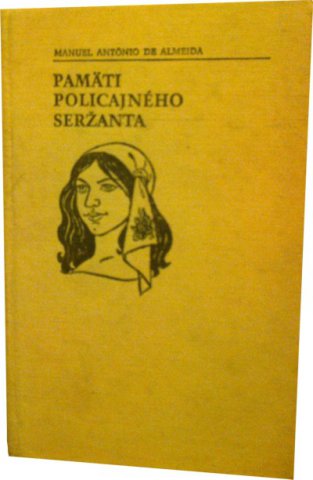 MANUEL ANTÔNIO DE ALMEIDA
PAMÄTI
POLICAJNÉHO
SERŽANTA